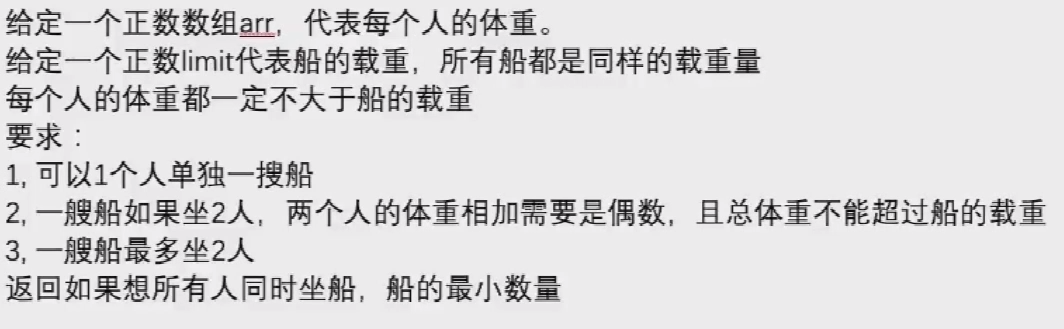 给定一个正数数组arr，代表每个人的体重。
给定一个正数limit代表船的载重，所有船都是同样的载重量
每个人的体重都一定不大于船的载重
要求：
1, 可以1个人单独一搜船
2, 一艘船如果坐2人，两个人的体重相加需要是偶数，且总体重不能超过船的载重
3, 一艘船最多坐2人
返回如果想所有人同时坐船，船的最小数量